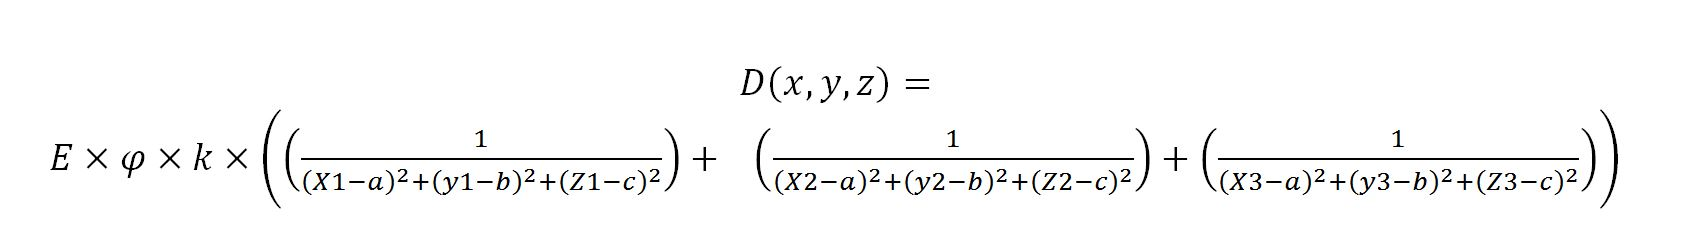 D(x, y, z) =
E × φ × k × ((1/((X1−a)²+(y1−b)²+(Z1−c)²)) + (1/((X2−a)²+(y2−b)²+(Z2−c)²)) + (1/((X3−a)²+(y3−b)²+(Z3−c)²)))